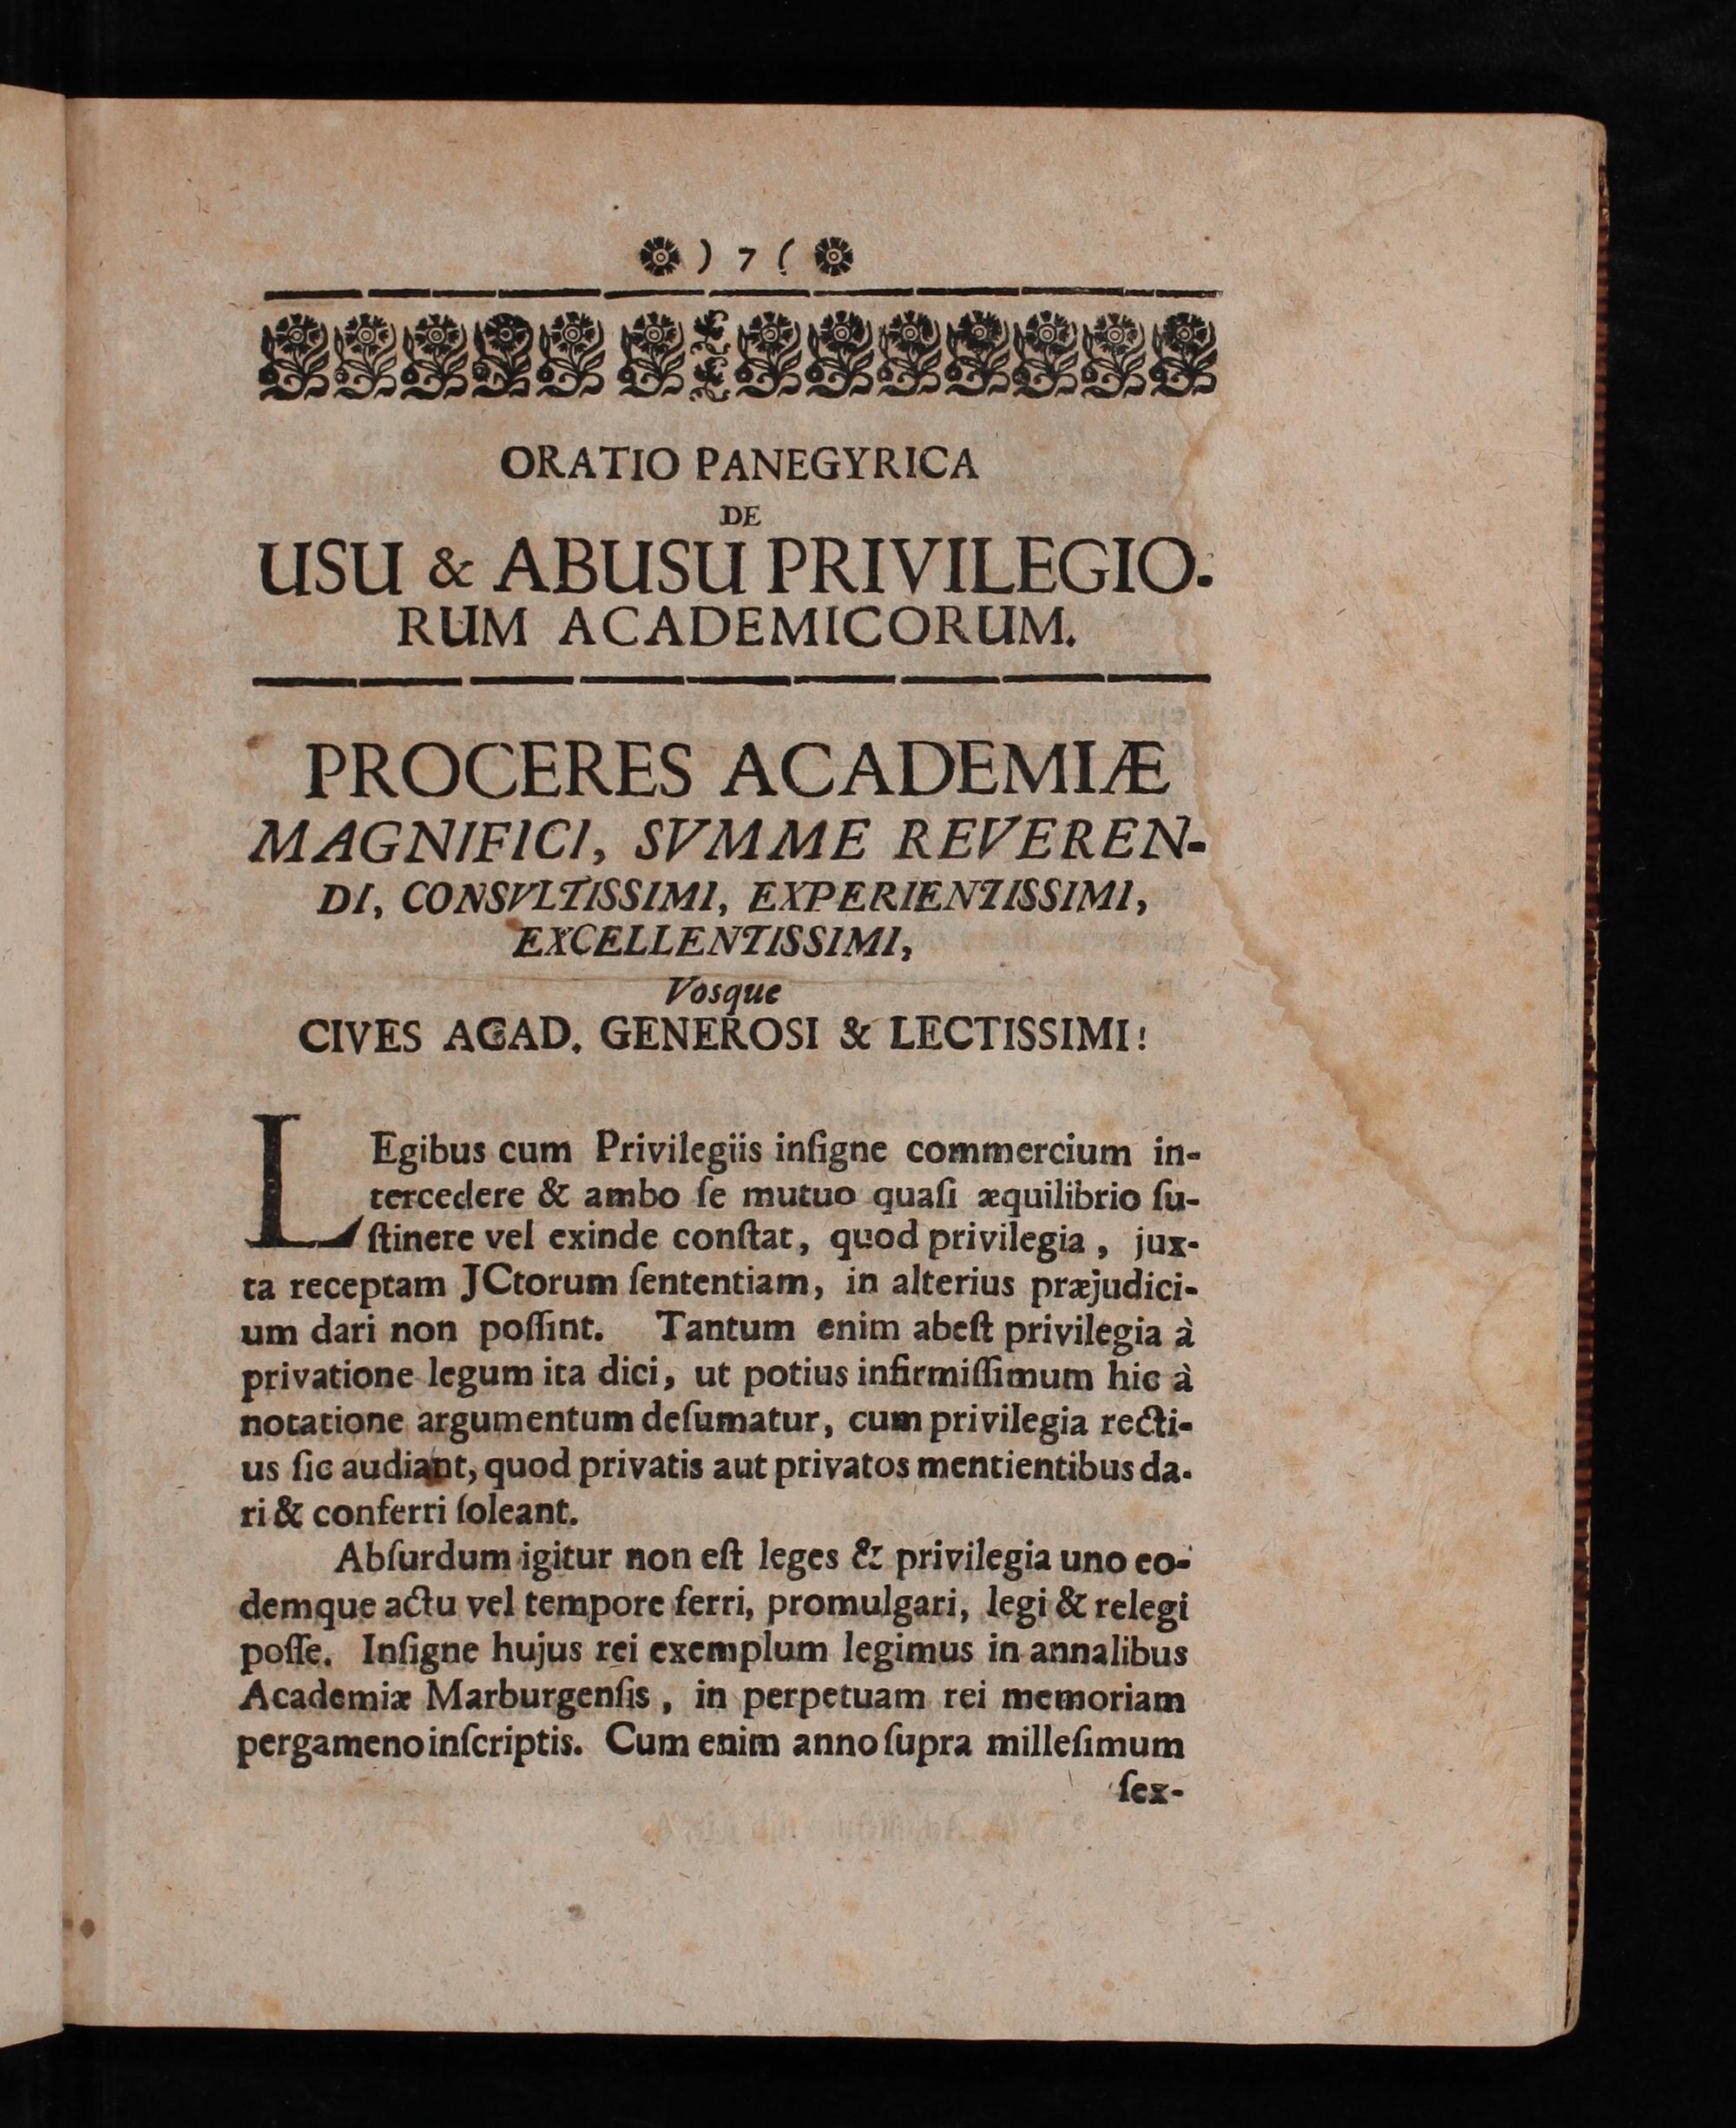 ) 7 (
ORATIO PANEGYRICA
DE
USU & ABUSU PRIVILEGIO.
RUM ACADEMICORUM.
PROCERES ACADEMIÆ
MAGNIFICI, SVMME REVEREN-
DI, CONSVLTISSIMI, EXPERIENTISSIMI,
EXCELLENTISSIMI,
Vosque
CIVES ACAD. GENEROSI & LECTISSIMI!
LEgibus cum Privilegiis inſigne commercium in-
tercedere & ambo ſe mutuo quaſi æquilibrio ſu-
ſtinere vel exinde conſtat, quod privilegia, jux-
ta receptam JCtorum ſententiam, in alterius præjudici-
um dari non poſſint. Tantum enim abeſt privilegia à
privatione legum ita dici, ut potius infirmiſſimum hic à
notatione argumentum deſumatur, cum privilegia recti-
us ſic audiant, quod privatis aut privatos mentientibus da-
ri & conferri ſoleant.
Abſurdum igitur non eſt leges & privilegia uno eo-
demque actu vel tempore ferri, promulgari, legi & relegi
poſſe. Inſigne hujus rei exemplum legimus in annalibus
Academiæ Marburgenſis, in perpetuam rei memoriam
pergameno inſcriptis. Cum enim anno ſupra milleſimum
ſex-